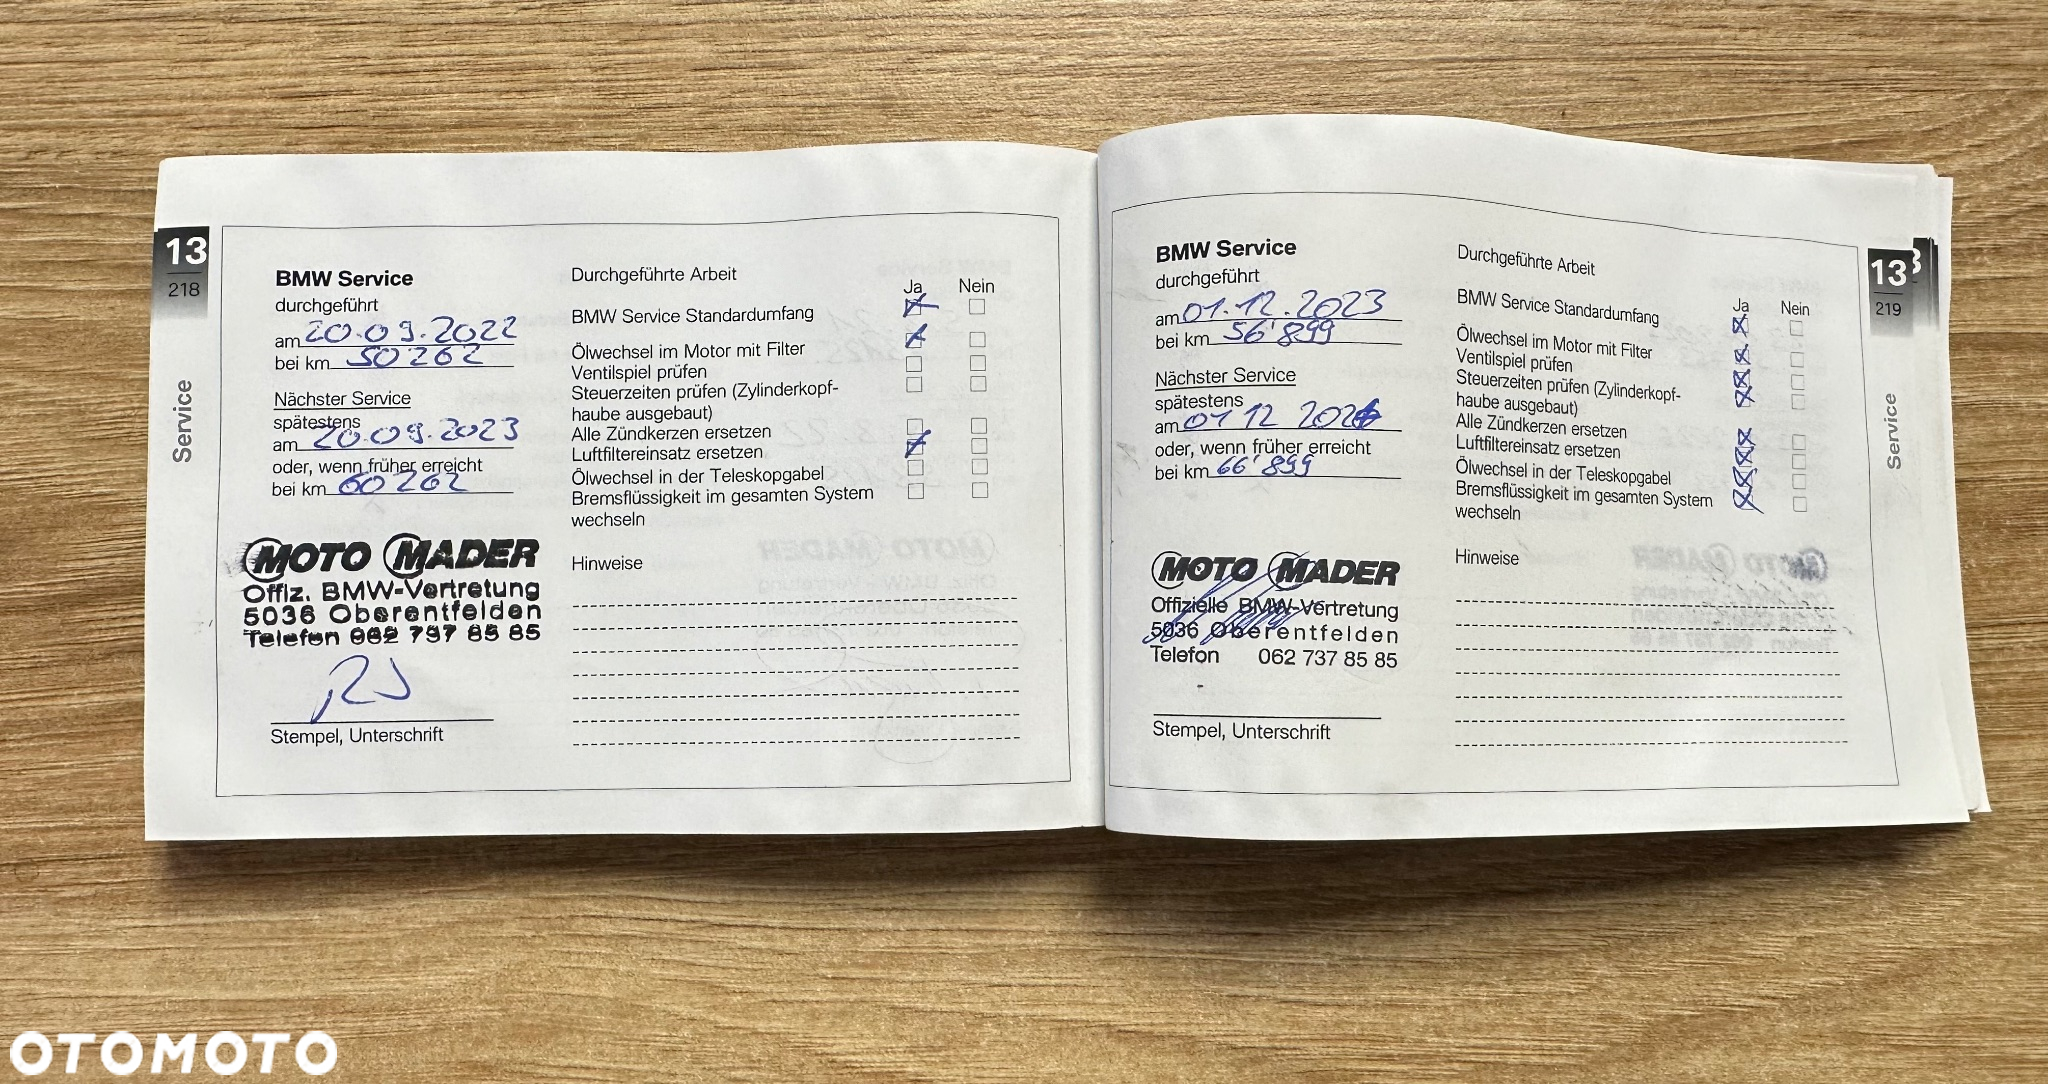 13
218
Service
BMW Service
durchgeführt
am 20.09.2022
bei km 50262
Nächster Service
spätestens
am 20.09.2023
oder, wenn früher erreicht
bei km 60262
MOTO MADER
Offiz. BMW-Vertretung
5036 Oberentfelden
Telefon 062 737 85 85
RJ
Stempel, Unterschrift
Durchgeführte Arbeit
Ja Nein
BMW Service Standardumfang
Ölwechsel im Motor mit Filter
Ventilspiel prüfen
Steuerzeiten prüfen (Zylinderkopf-
haube ausgebaut)
Alle Zündkerzen ersetzen
Luftfiltereinsatz ersetzen
Ölwechsel in der Teleskopgabel
Bremsflüssigkeit im gesamten System
wechseln
Hinweise
BMW Service
durchgeführt
am 01.12.2023
bei km 56'899
Nächster Service
spätestens
am 01 12
oder, wenn früher erreicht
bei km 66'899
MOTO MADER
Offizielle BMW-Vertretung
5036 Oberentfelden
Telefon 062 737 85 85
Stempel, Unterschrift
Durchgeführte Arbeit
Ja Nein
BMW Service Standardumfang
Ölwechsel im Motor mit Filter
Ventilspiel prüfen
Steuerzeiten prüfen (Zylinderkopf-
haube ausgebaut)
Alle Zündkerzen ersetzen
Luftfiltereinsatz ersetzen
Ölwechsel in der Teleskopgabel
Bremsflüssigkeit im gesamten System
wechseln
Hinweise
13
219
Service
OTOMOTO